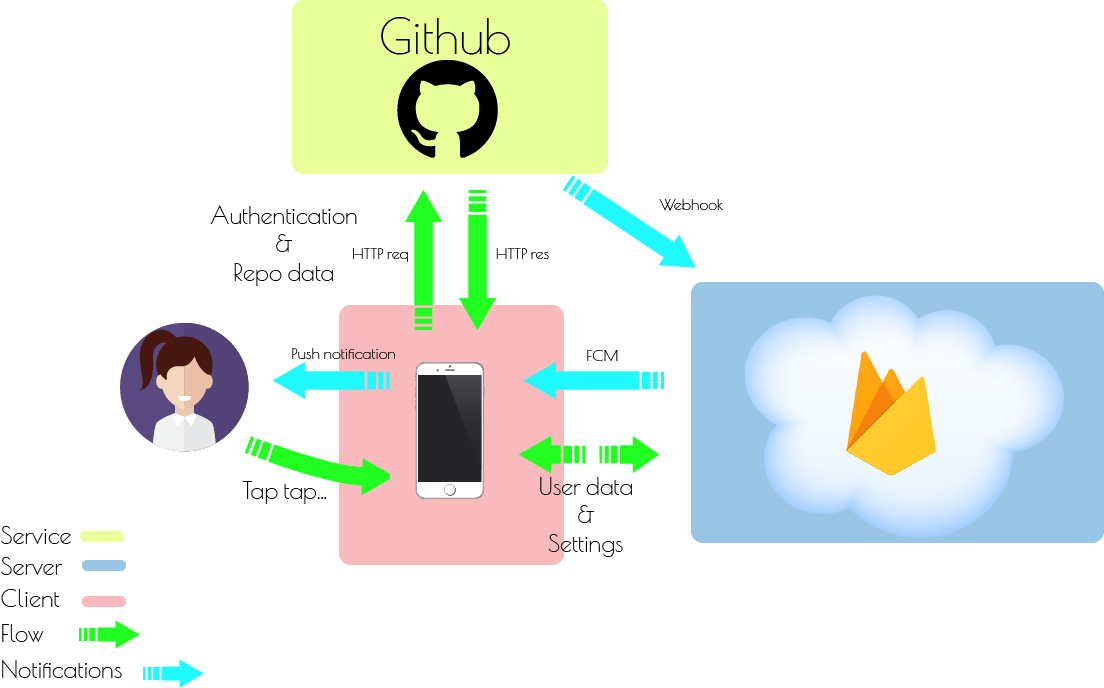 Github
Webhook
Authentication
&
Repo data
HTTP req
HTTP res
Push notification
FCM
Tap tap...
User data
&
Settings
Service
Server
Client
Flow
Notifications